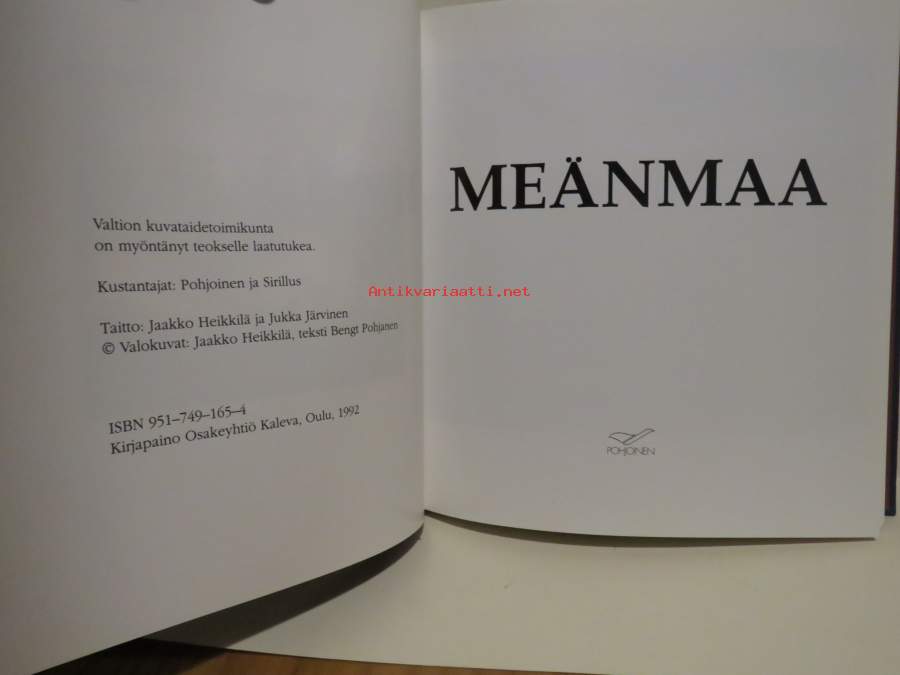 Valtion kuvataidetoimikunta
on myöntänyt teokselle laatutukea.
Kustantajat: Pohjoinen ja Sirillus
Taitto: Jaakko Heikkilä ja Jukka Järvinen
© Valokuvat: Jaakko Heikkilä, teksti Bengt Pohjanen
ISBN 951–749–165–4
Kirjapaino Osakeyhtiö Kaleva, Oulu, 1992
MEÄNMAA
Antikvariaatti.net
POHJOINEN